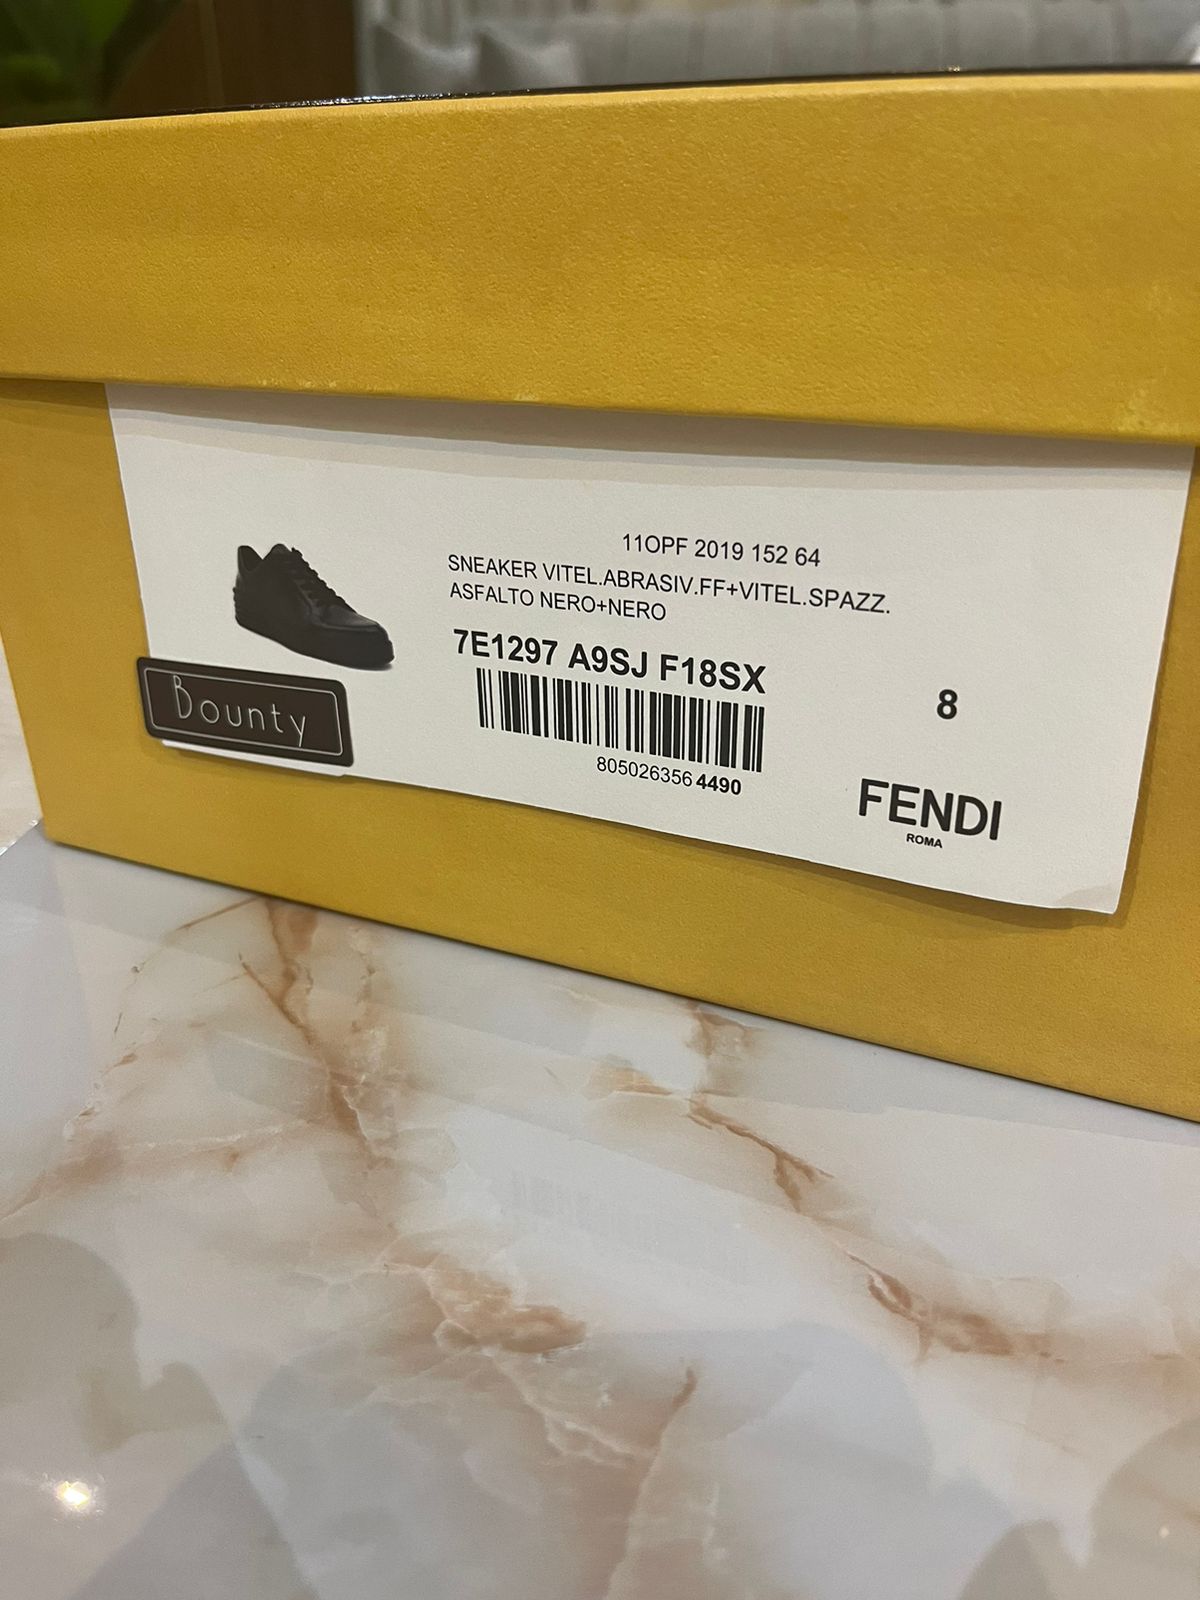 11OPF 2019 152 64
SNEAKER VITEL.ABRASIV.FF+VITEL.SPAZZ.
ASFALTO NERO+NERO
7E1297 A9SJ F18SX
8
805026356 4490
Bounty
FENDI
ROMA